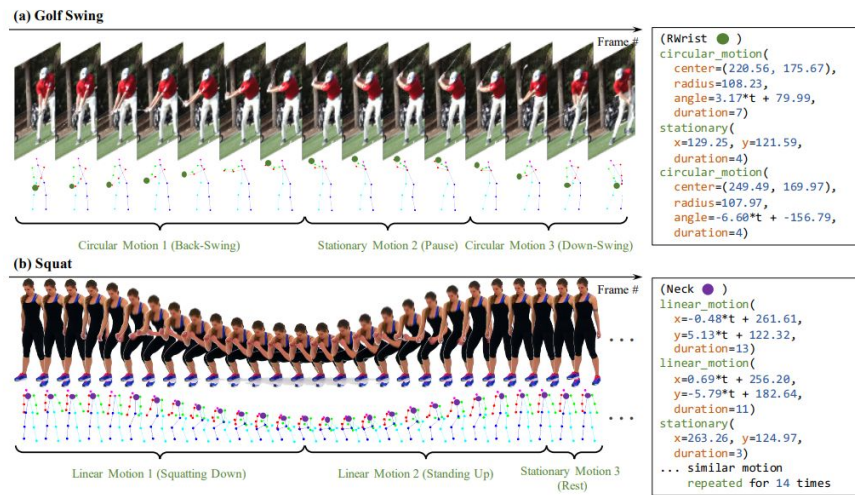 (a) Golf Swing
Frame #
Circular Motion 1 (Back-Swing)
Stationary Motion 2 (Pause)
Circular Motion 3 (Down-Swing)
(RWrist )
circular_motion(
center=(220.56, 175.67),
radius=108.23,
angle=3.17*t + 79.99,
duration=7)
stationary(
x=129.25, y=121.59,
duration=4)
circular_motion(
center=(249.49, 169.97),
radius=107.97,
angle=-6.60*t + -156.79,
duration=4)
(b) Squat
Frame #
...
...
Linear Motion 1 (Squatting Down)
Linear Motion 2 (Standing Up)
Stationary Motion 3
(Rest)
(Neck )
linear_motion(
x=-0.48*t + 261.61,
y=5.13*t + 122.32,
duration=13)
linear_motion(
x=0.69*t + 256.20,
y=-5.79*t + 182.64,
duration=11)
stationary(
x=263.26, y=124.97,
duration=3)
... similar motion
repeated for 14 times